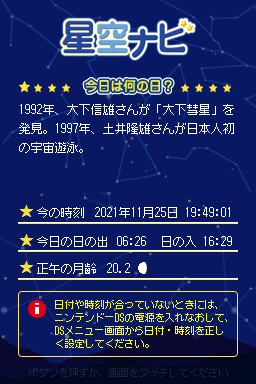 星空ナビ
今日は何の日?
1992年、大下信雄さんが「大下彗星」を
発見。1997年、土井隆雄さんが日本人初
の宇宙遊泳。
今の時刻 2021年11月25日 19:49:01
今日の日の出 06:26 日の入 16:29
正午の月齢 20.2
日付や時刻が合っていないときには、
ニンテンドーDSの電源を入れなおして、
DSメニュー画面から日付・時刻を正し
く設定してください。
ボタンを押すか、画面をタッチしてください